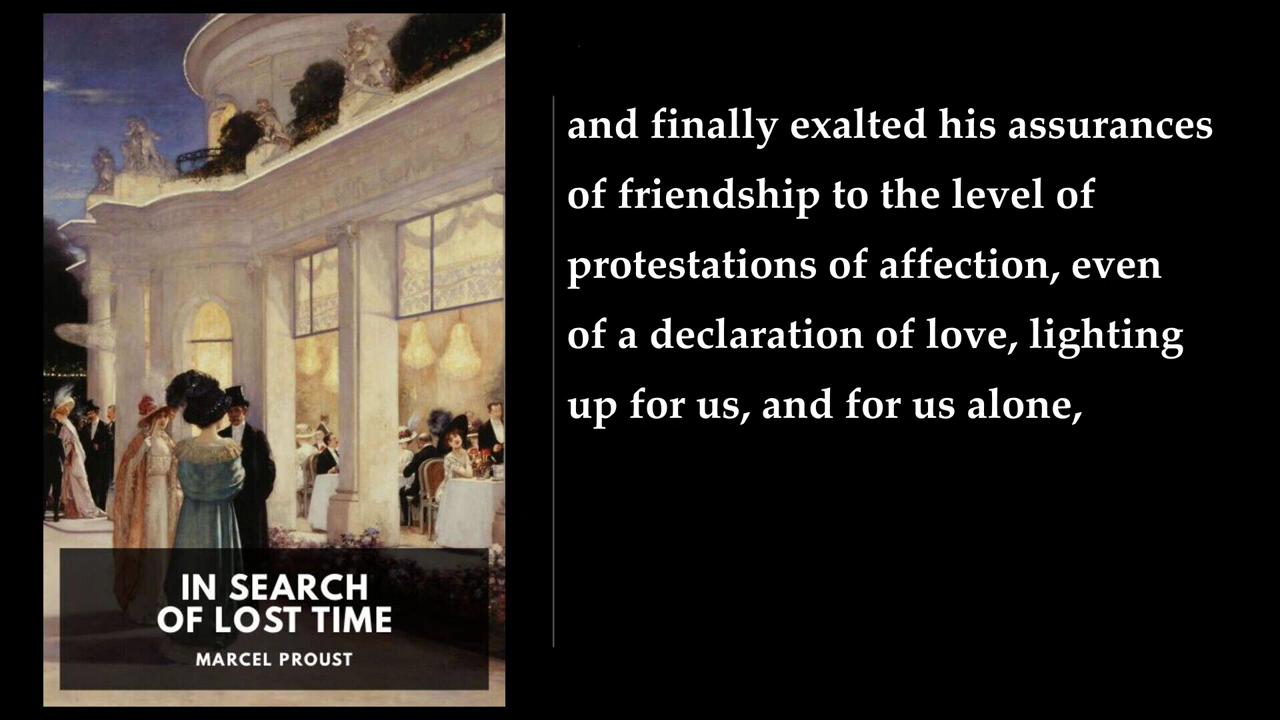 and finally exalted his assurances
of friendship to the level of
protestations of affection, even
of a declaration of love, lighting
up for us, and for us alone,
IN SEARCH
OF LOST TIME
MARCEL PROUST